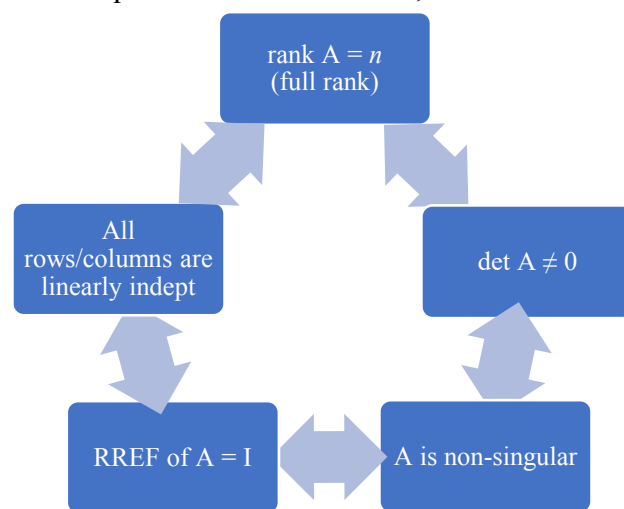 rank A = n
(full rank)
All
rows/columns are
linearly indept
det A ≠ 0
RREF of A = I
A is non-singular